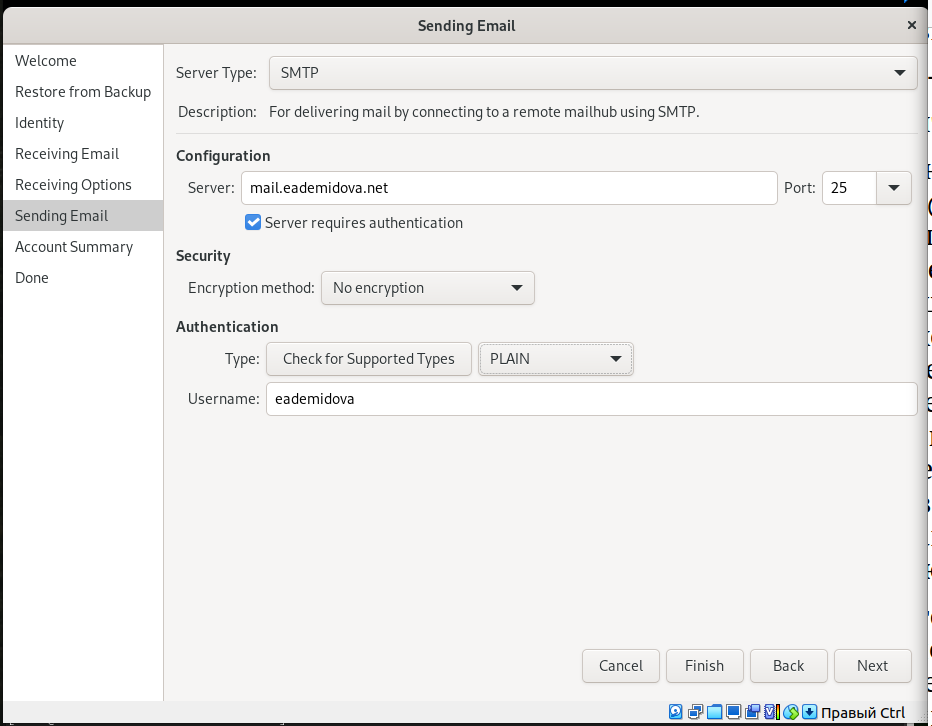 Sending Email
Welcome
Restore from Backup
Identity
Receiving Email
Receiving Options
Sending Email
Account Summary
Done
Server Type: SMTP
Description: For delivering mail by connecting to a remote mailhub using SMTP.
Configuration
Server: mail.eademidova.net Port: 25
Server requires authentication
Security
Encryption method: No encryption
Authentication
Type: Check for Supported Types PLAIN
Username: eademidova
Cancel Finish Back Next
Правый Ctrl